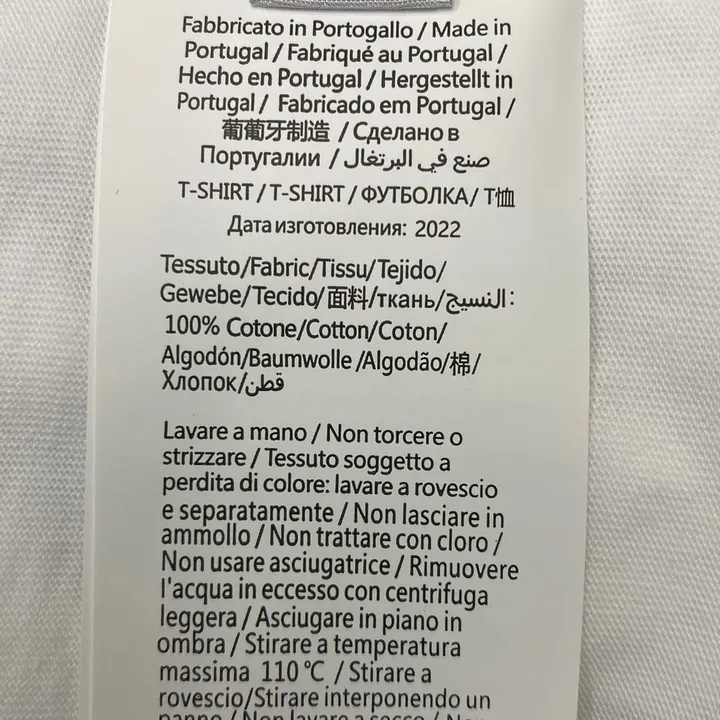 Fabbricato in Portogallo / Made in
Portugal / Fabriqué au Portugal /
Hecho en Portugal / Hergestellt in
Portugal / Fabricado em Portugal /
葡萄牙制造 / Сделано в
Португалии / صنع في البرتغال
T-SHIRT / T-SHIRT / ФУТБОЛКА/ T恤
Дата изготовления: 2022
Tessuto/Fabric/Tissu/Tejido/
Gewebe/Tecido/面料/ткань/النسيج:
100% Cotone/Cotton/Coton/
Algodón/Baumwolle /Algodão/棉/
Хлопок/قطن
Lavare a mano / Non torcere o
strizzare / Tessuto soggetto a
perdita di colore: lavare a rovescio
e separatamente / Non lasciare in
ammollo / Non trattare con cloro /
Non usare asciugatrice / Rimuovere
l'acqua in eccesso con centrifuga
leggera / Asciugare in piano in
ombra / Stirare a temperatura
massima 110 ℃ / Stirare a
rovescio/Stirare interponendo un
panno / Non lavare a secco / Non